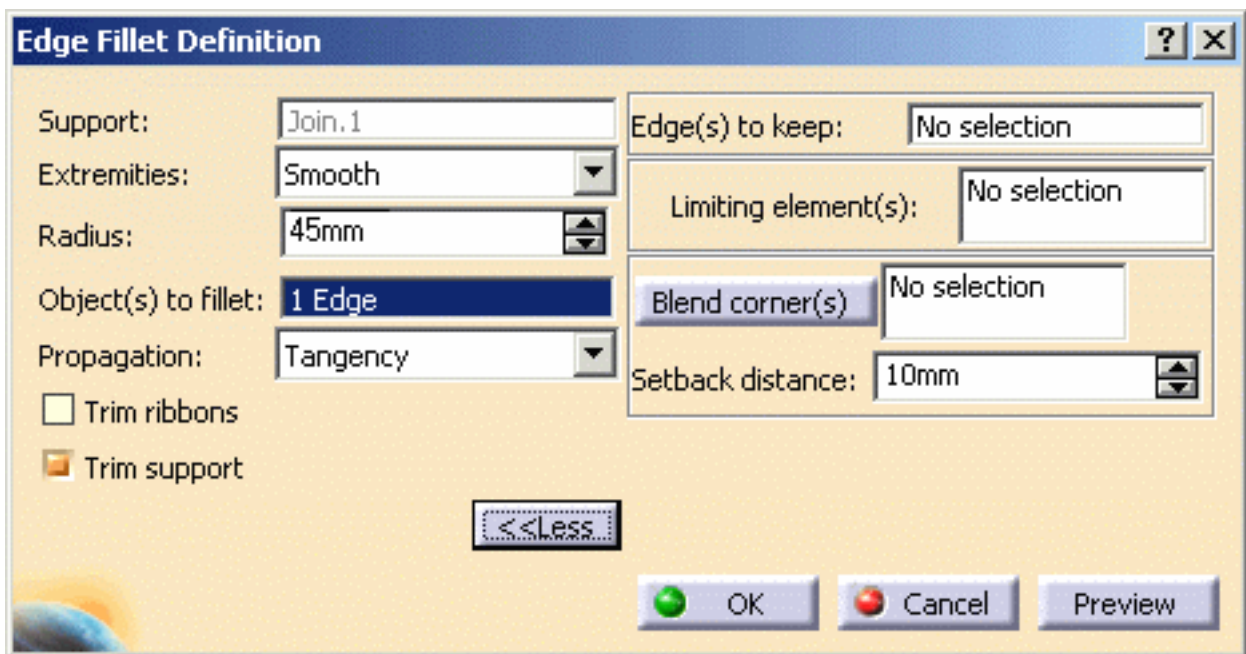 Edge Fillet Definition
Support: Join.1
Extremities: Smooth
Radius: 45mm
Object(s) to fillet: 1 Edge
Propagation: Tangency
Trim ribbons
Trim support
<<Less
Edge(s) to keep: No selection
Limiting element(s): No selection
Blend corner(s) No selection
Setback distance: 10mm
OK Cancel Preview